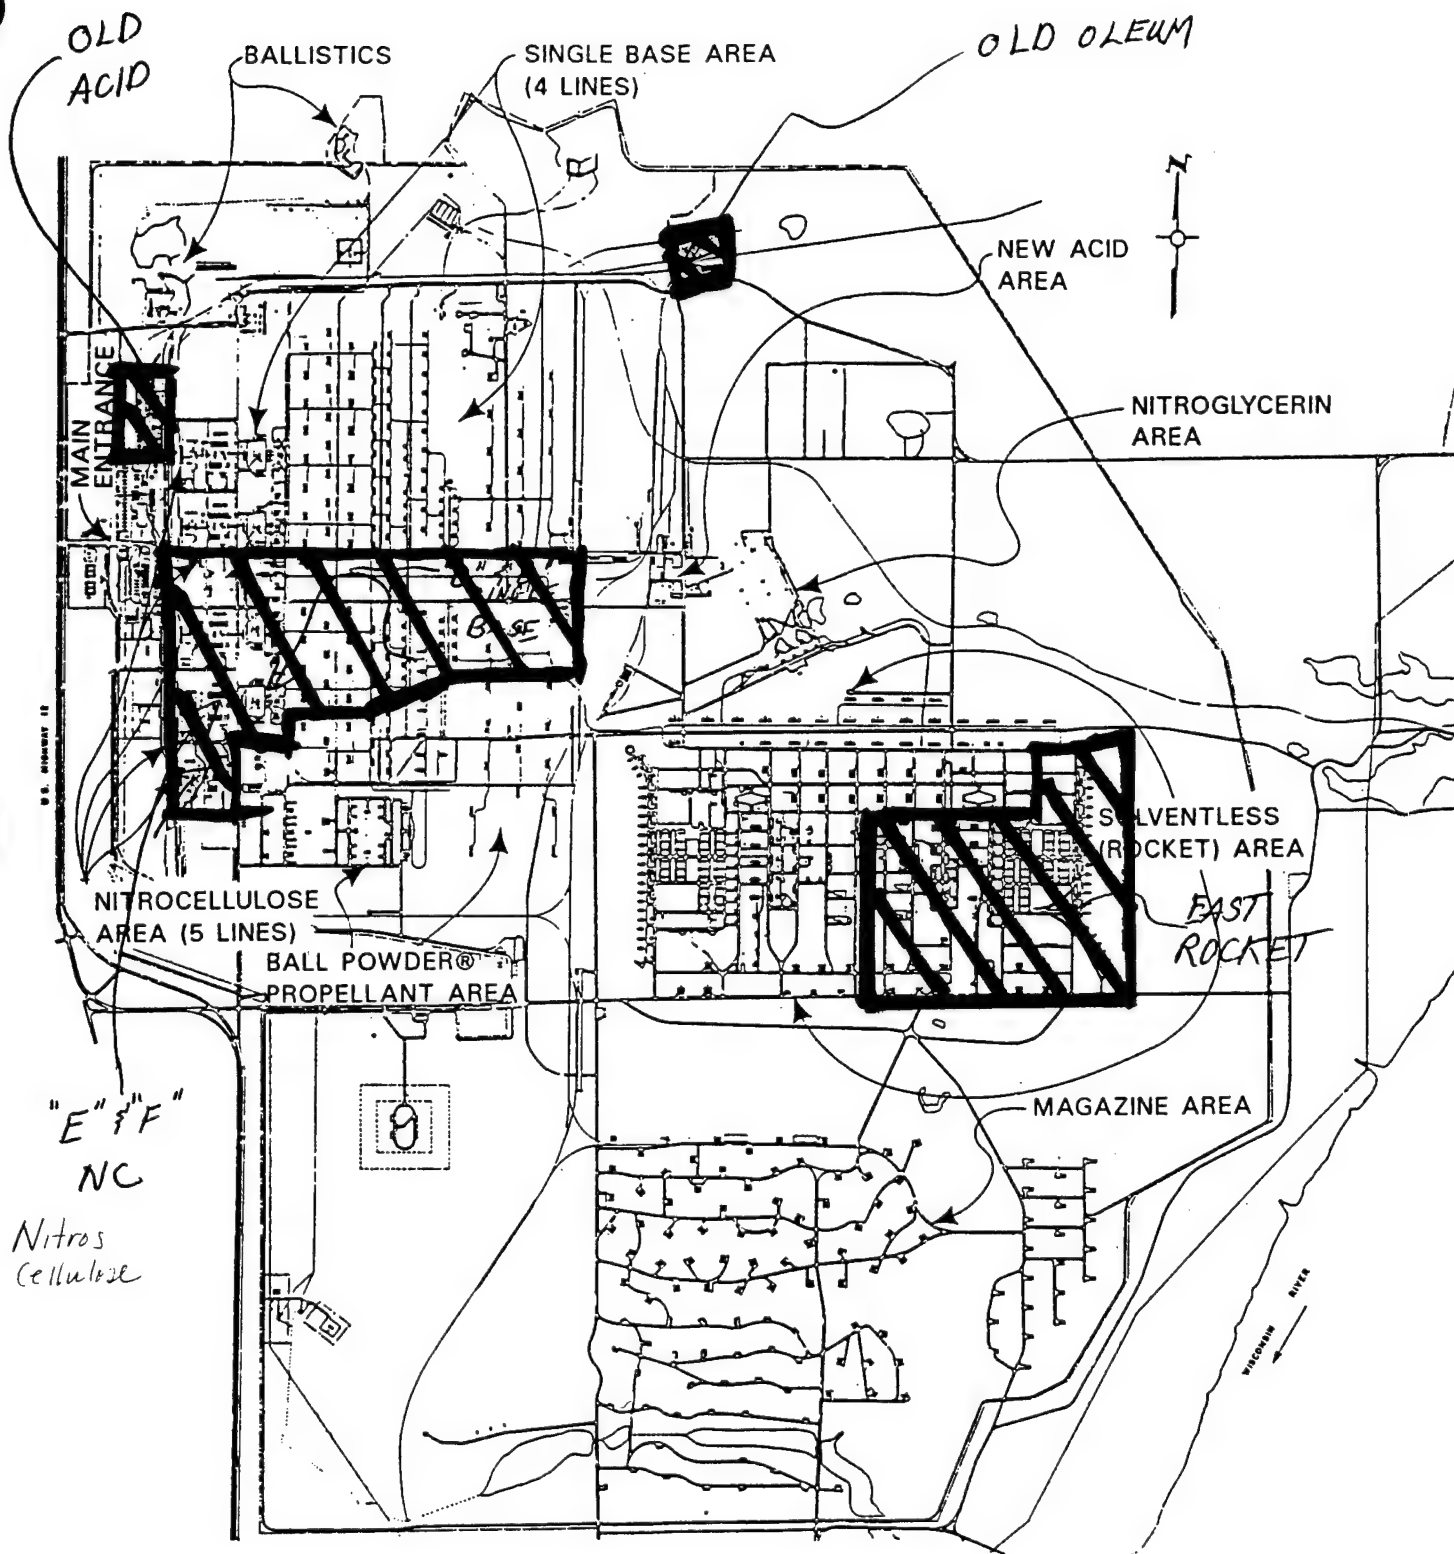 OLD
ACID
BALLISTICS
SINGLE BASE AREA
(4 LINES)
OLD OLEUM
N
NEW ACID
AREA
NITROGLYCERIN
AREA
MAIN
ENTRANCE
BASE
U.S. HIGHWAY 12
SOLVENTLESS
(ROCKET) AREA
EAST
ROCKET
NITROCELLULOSE
AREA (5 LINES)
BALL POWDER®
PROPELLANT AREA
"E" & "F"
NC
Nitros
Cellulose
MAGAZINE AREA
WISCONSIN RIVER